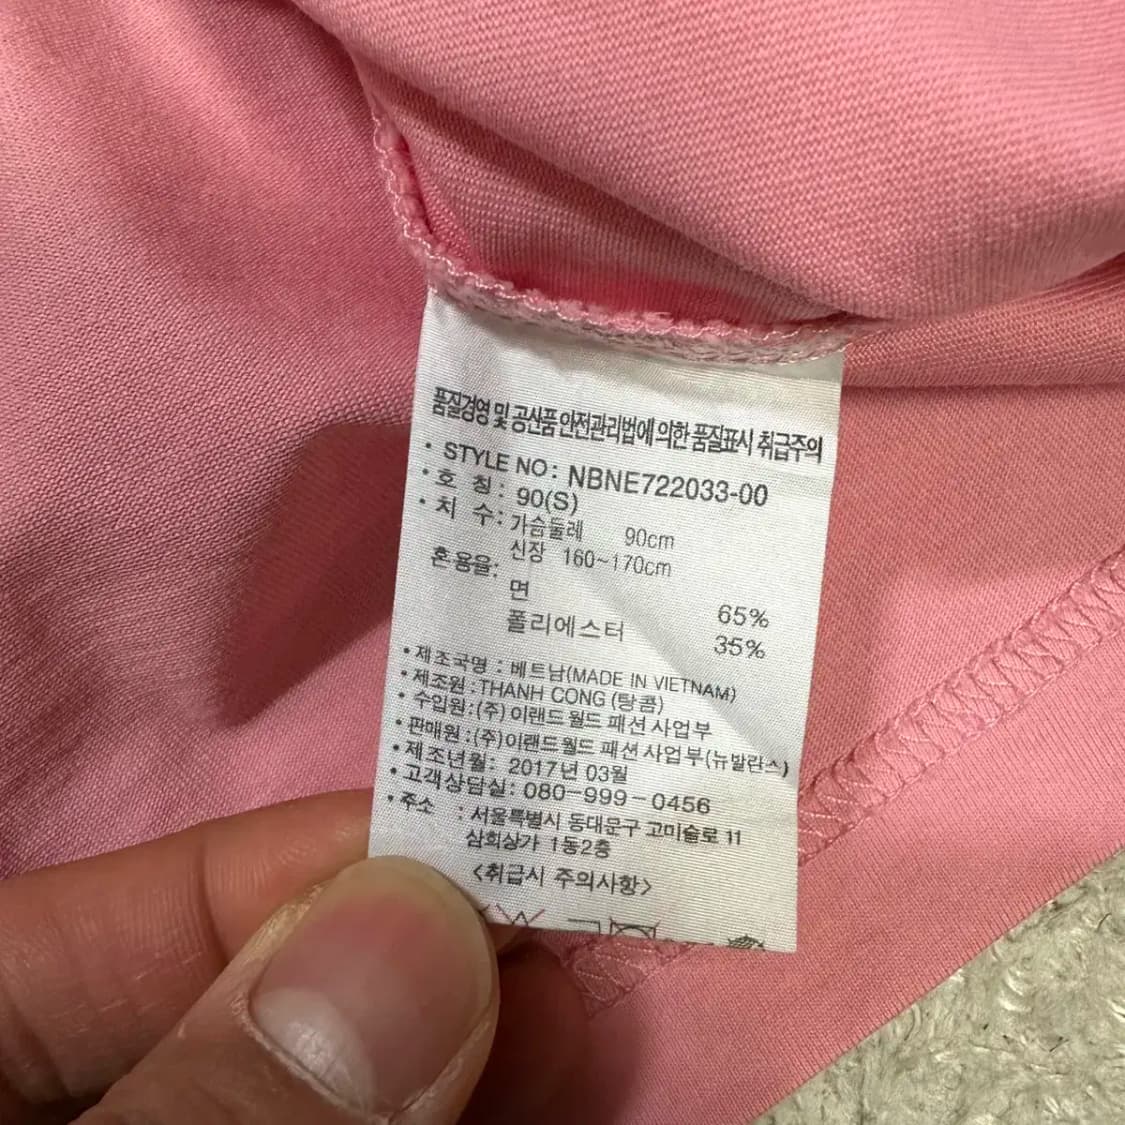 품질경영 및 공산품안전관리법에 의한 품질표시 취급주의
• STYLE NO: NBNE722033-00
• 호 칭: 90(S)
• 치 수: 가슴둘레 90cm
신장 160~170cm
혼용율:
면 65%
폴리에스터 35%
• 제조국명 : 베트남(MADE IN VIETNAM)
• 제조원 : THANH CONG (탕콤)
• 수입원 : (주)이랜드월드 패션사업부
• 판매원 : (주)이랜드월드 패션사업부(뉴발란스)
• 제조년월: 2017년 03월
• 고객상담실: 080-999-0456
• 주소 : 서울특별시 동대문구 고미술로 11
삼희상가 1동2층
<취급시 주의사항>